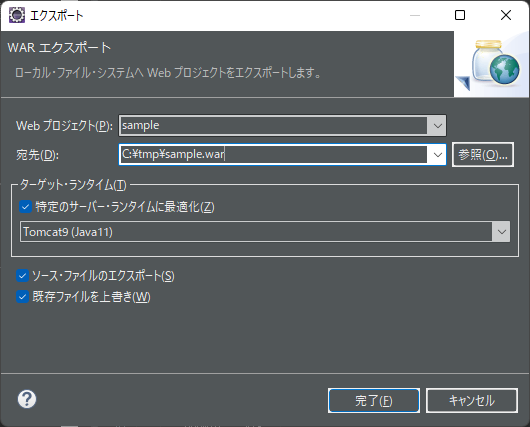 エクスポート
WAR エクスポート
ローカル・ファイル・システムへ Web プロジェクトをエクスポートします。
Web プロジェクト(P): sample
宛先(D): C:¥tmp¥sample.war 参照(O)...
ターゲット・ランタイム(T)
特定のサーバー・ランタイムに最適化(Z)
Tomcat9 (Java11)
ソース・ファイルのエクスポート(S)
既存ファイルを上書き(W)
?
完了(F) キャンセル